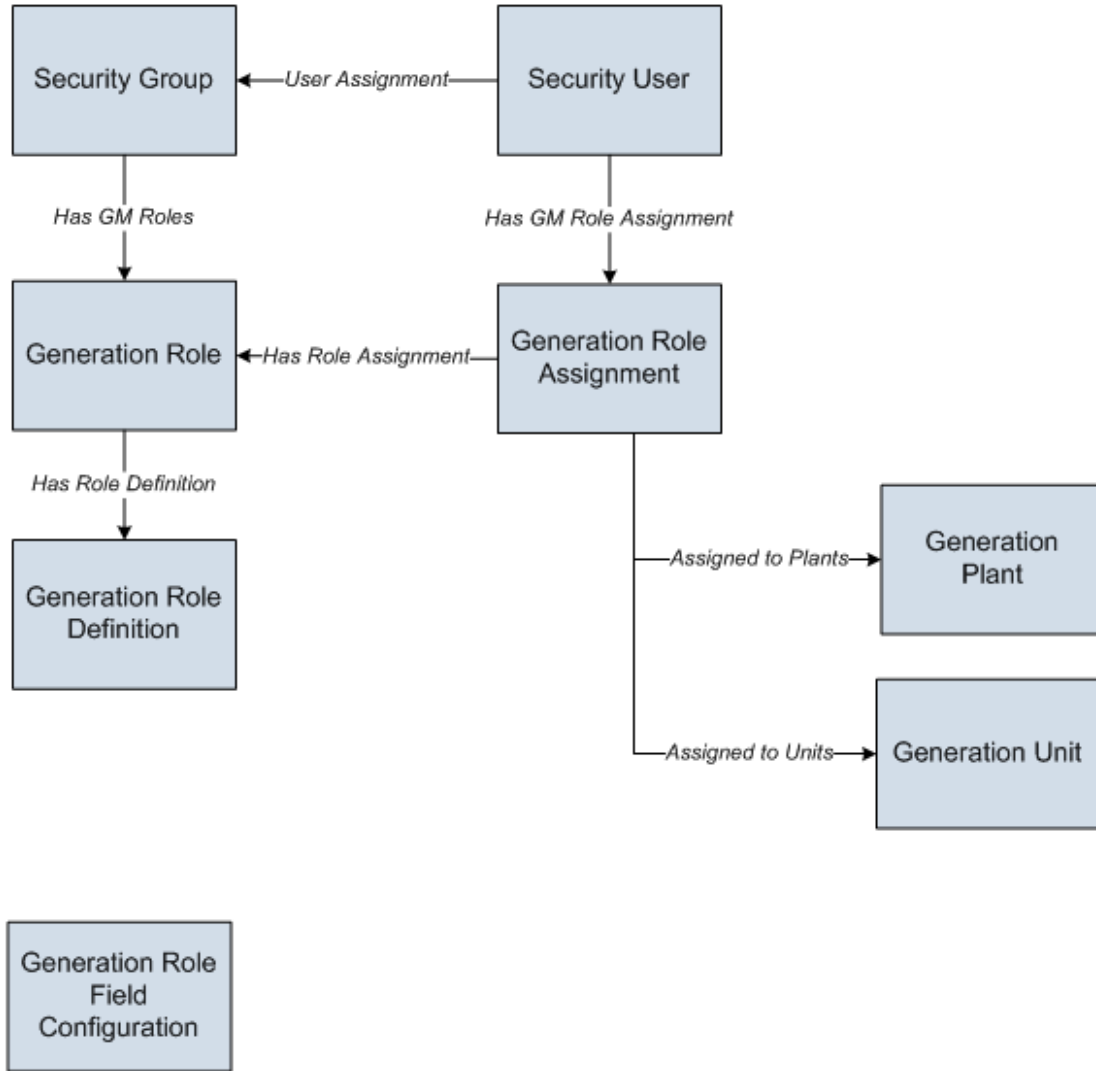 Security Group
User Assignment
Security User
Has GM Roles
Has GM Role Assignment
Generation Role
Has Role Assignment
Generation Role
Assignment
Has Role Definition
Generation Role
Definition
Assigned to Plants
Generation
Plant
Assigned to Units
Generation Unit
Generation Role
Field
Configuration